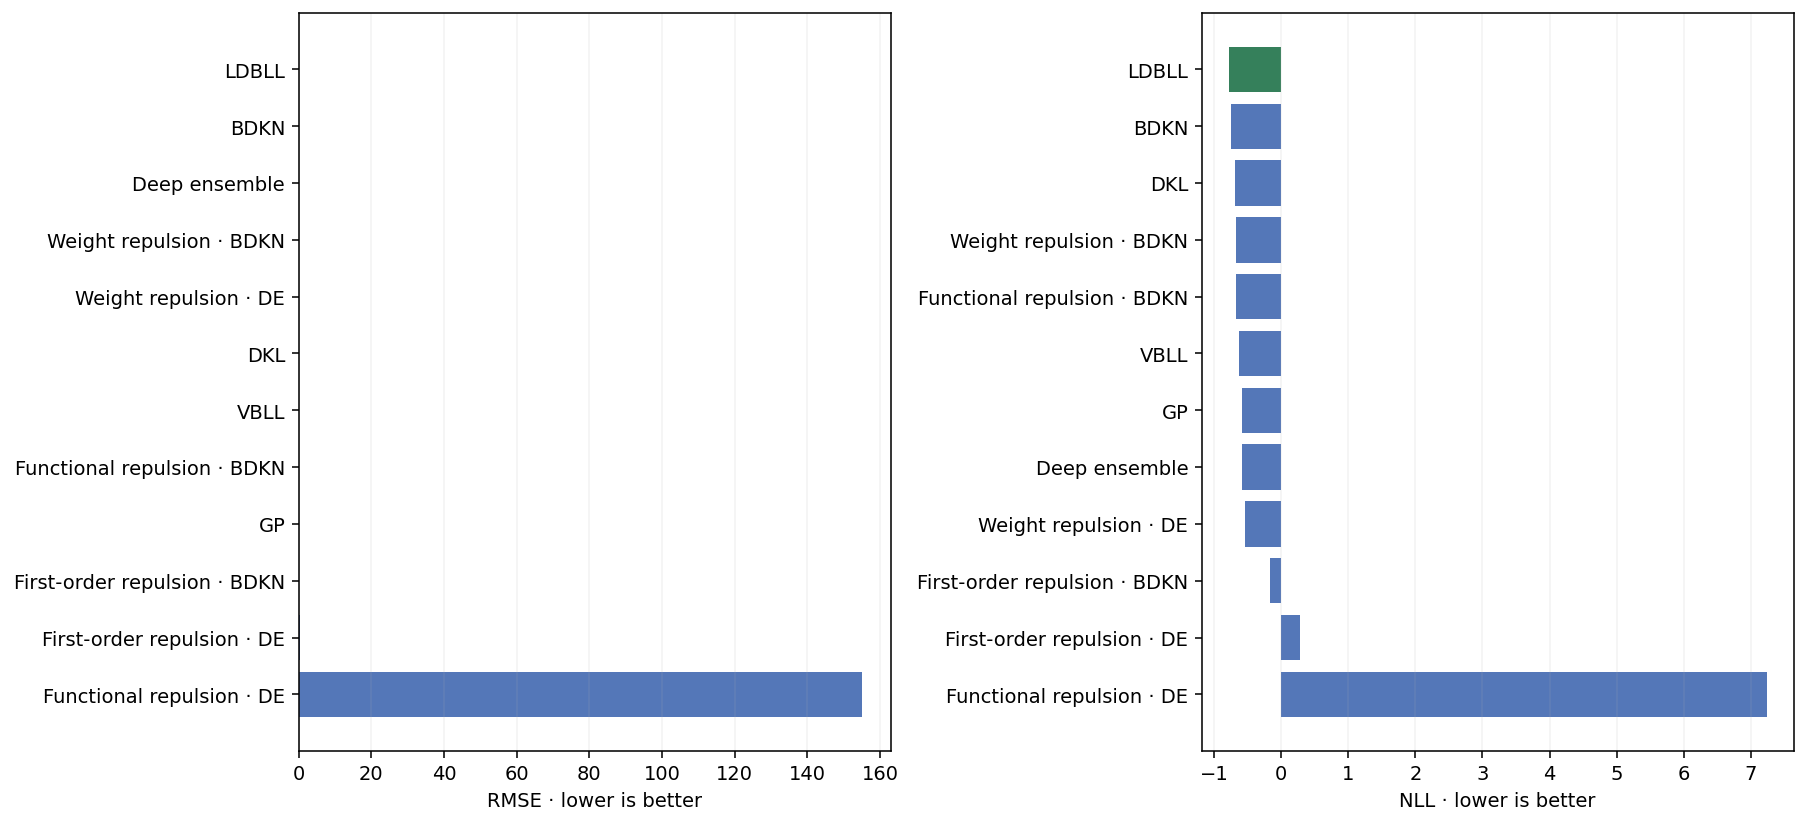 LDBLL
BDKN
Deep ensemble
Weight repulsion · BDKN
Weight repulsion · DE
DKL
VBLL
Functional repulsion · BDKN
GP
First-order repulsion · BDKN
First-order repulsion · DE
Functional repulsion · DE
0 20 40 60 80 100 120 140 160
RMSE · lower is better
LDBLL
BDKN
DKL
Weight repulsion · BDKN
Functional repulsion · BDKN
VBLL
GP
Deep ensemble
Weight repulsion · DE
First-order repulsion · BDKN
First-order repulsion · DE
Functional repulsion · DE
−1 0 1 2 3 4 5 6 7
NLL · lower is better